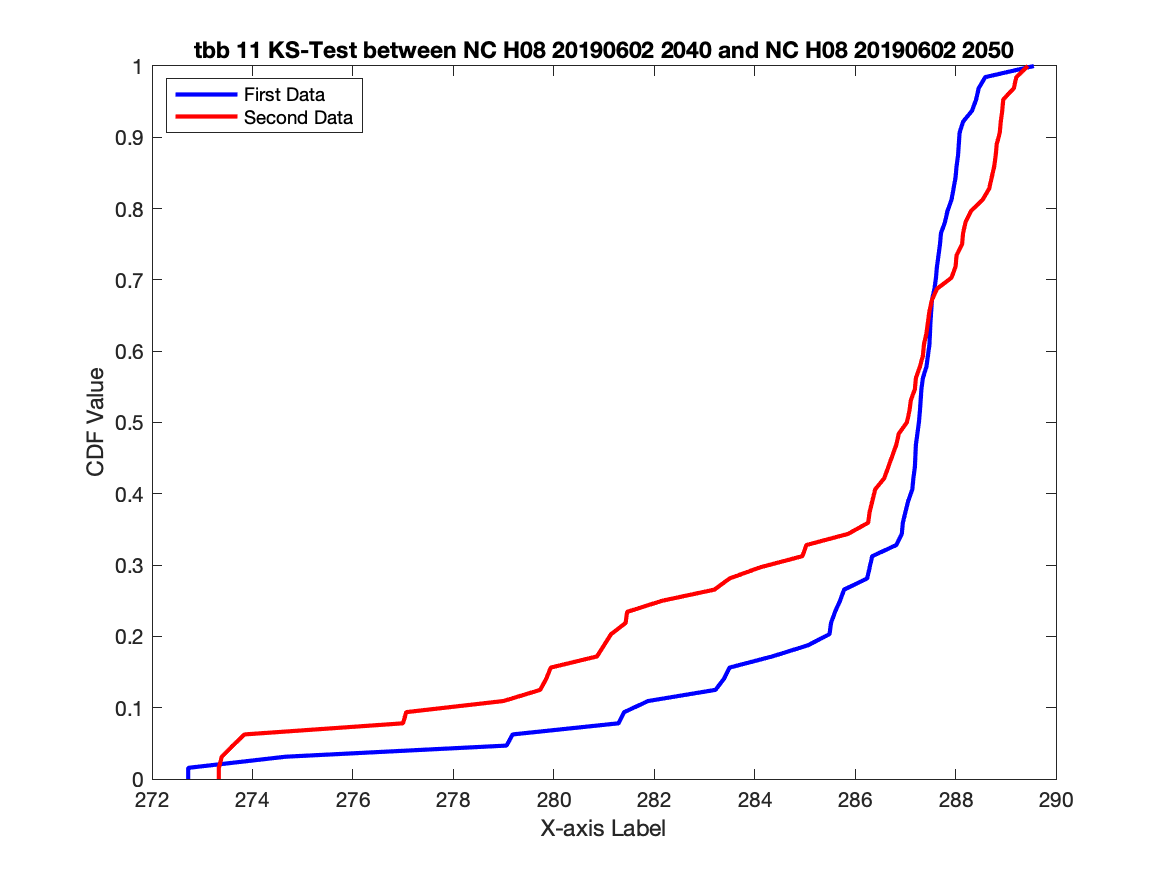 tbb 11 KS-Test between NC H08 20190602 2040 and NC H08 20190602 2050
First Data
Second Data
1
0.9
0.8
0.7
0.6
0.5
0.4
0.3
0.2
0.1
0
CDF Value
272 274 276 278 280 282 284 286 288 290
X-axis Label